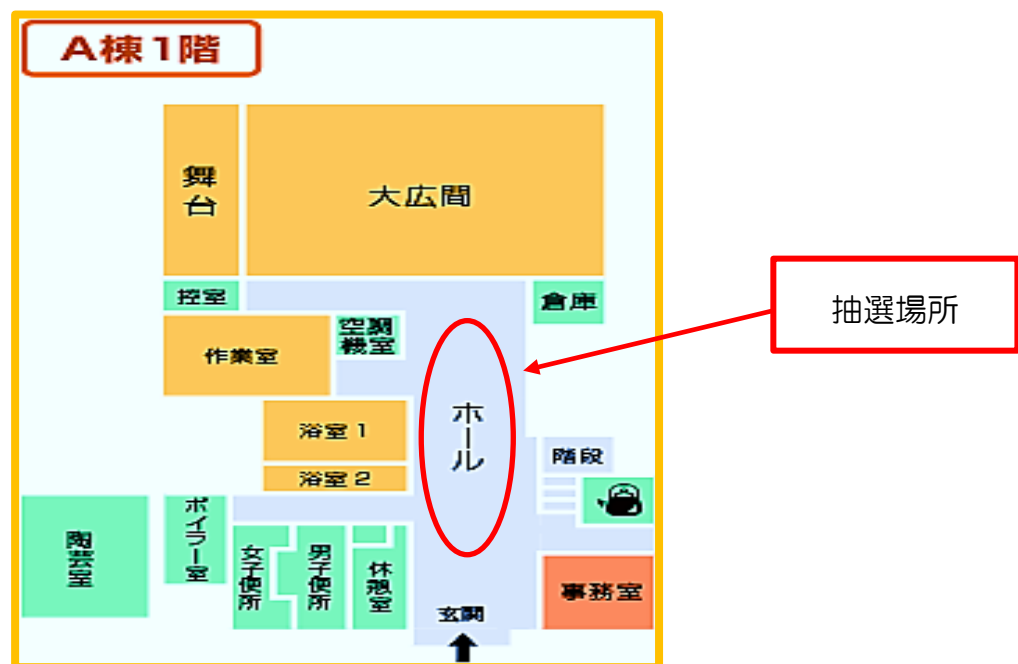 A棟1階
舞台
大広間
控室
倉庫
抽選場所
空調
機室
作業室
ホール
浴室1
階段
浴室2
ボイラー室
陶芸室
女子便所
男子便所
休憩室
事務室
玄関